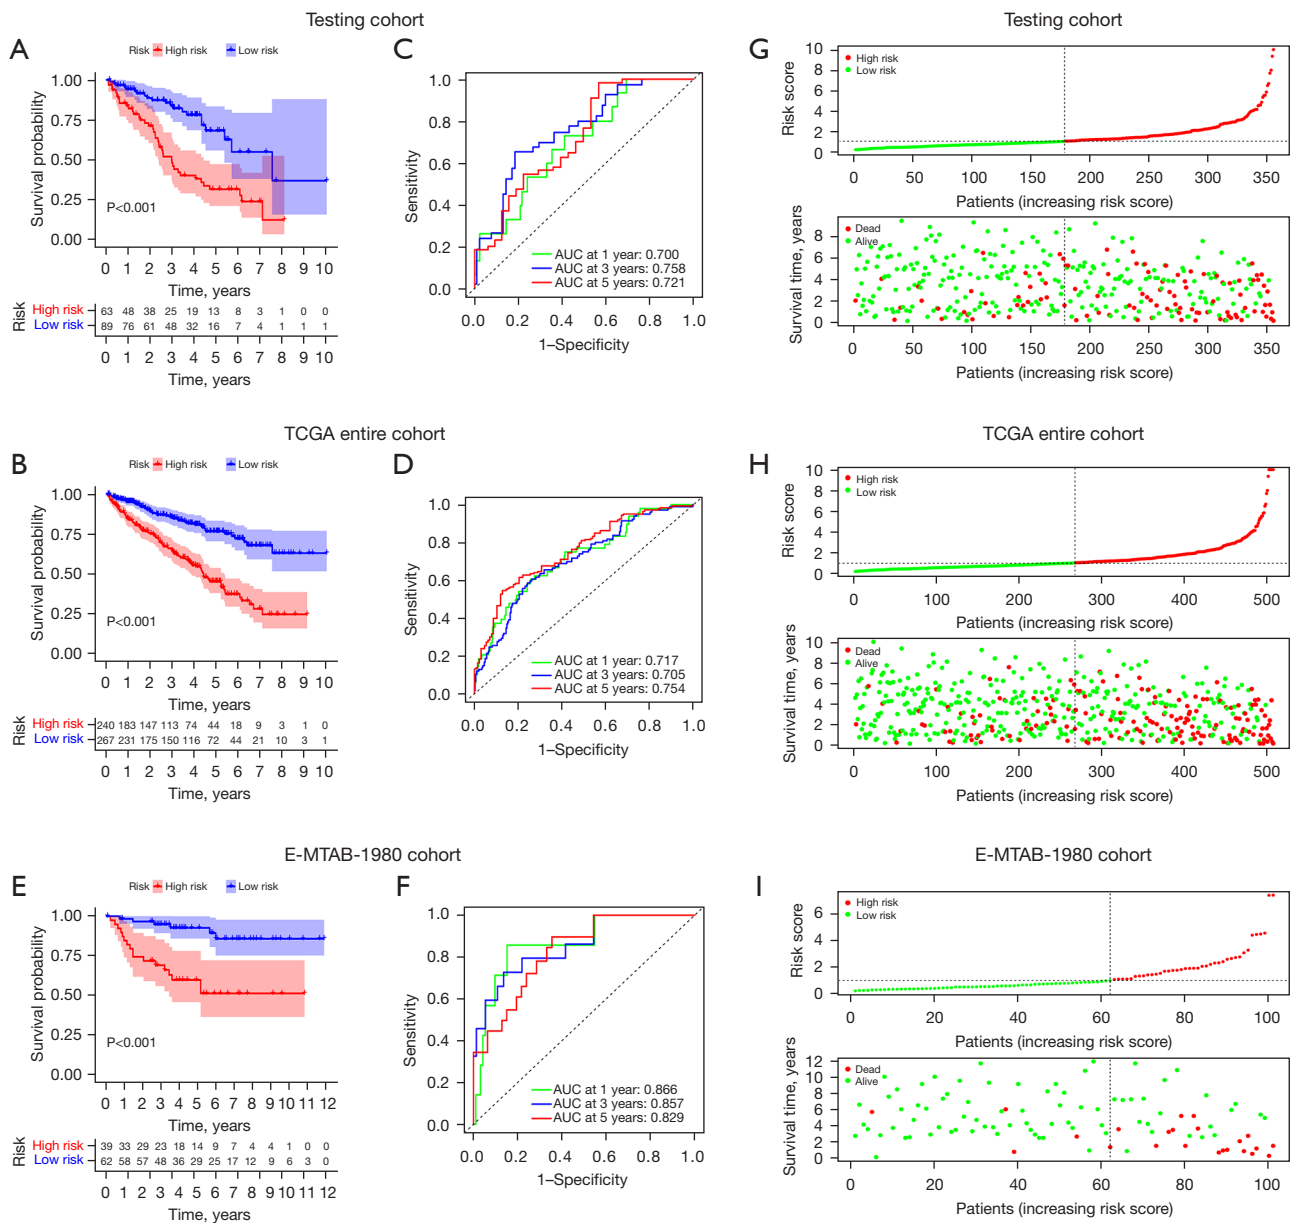 Testing cohort
A
Risk High risk Low risk
1.00
0.75
0.50
0.25
0.00
Survival probability
P<0.001
0 1 2 3 4 5 6 7 8 9 10
Time, years
Risk
High risk 63 48 38 25 19 13 8 3 1 0 0
Low risk 89 76 61 48 32 16 7 4 1 1 1
0 1 2 3 4 5 6 7 8 9 10
Time, years
C
1.0
0.8
0.6
0.4
0.2
0.0
Sensitivity
AUC at 1 year: 0.700
AUC at 3 years: 0.758
AUC at 5 years: 0.721
0.0 0.2 0.4 0.6 0.8 1.0
1–Specificity
Testing cohort
G
High risk
Low risk
10
8
6
4
2
0
Risk score
0 50 100 150 200 250 300 350
Patients (increasing risk score)
Dead
Alive
8
6
4
2
0
Survival time, years
0 50 100 150 200 250 300 350
Patients (increasing risk score)
TCGA entire cohort
B
Risk High risk Low risk
1.00
0.75
0.50
0.25
0.00
Survival probability
P<0.001
0 1 2 3 4 5 6 7 8 9 10
Time, years
Risk
High risk 240 183 147 113 74 44 18 9 3 1 0
Low risk 267 231 175 150 116 72 44 21 10 3 1
0 1 2 3 4 5 6 7 8 9 10
Time, years
D
1.0
0.8
0.6
0.4
0.2
0.0
Sensitivity
AUC at 1 year: 0.717
AUC at 3 years: 0.705
AUC at 5 years: 0.754
0.0 0.2 0.4 0.6 0.8 1.0
1–Specificity
TCGA entire cohort
H
High risk
Low risk
10
8
6
4
2
0
Risk score
0 100 200 300 400 500
Patients (increasing risk score)
Dead
Alive
10
8
6
4
2
0
Survival time, years
0 100 200 300 400 500
Patients (increasing risk score)
E-MTAB-1980 cohort
E
Risk High risk Low risk
1.00
0.75
0.50
0.25
0.00
Survival probability
P<0.001
0 1 2 3 4 5 6 7 8 9 10 11 12
Time, years
Risk
High risk 39 33 29 23 18 14 9 7 4 4 1 0 0
Low risk 62 58 57 48 36 29 25 17 12 9 6 3 0
0 1 2 3 4 5 6 7 8 9 10 11 12
Time, years
F
1.0
0.8
0.6
0.4
0.2
0.0
Sensitivity
AUC at 1 year: 0.866
AUC at 3 years: 0.857
AUC at 5 years: 0.829
0.0 0.2 0.4 0.6 0.8 1.0
1–Specificity
E-MTAB-1980 cohort
I
High risk
Low risk
6
4
2
0
Risk score
0 20 40 60 80 100
Patients (increasing risk score)
Dead
Alive
12
10
8
6
4
2
0
Survival time, years
0 20 40 60 80 100
Patients (increasing risk score)